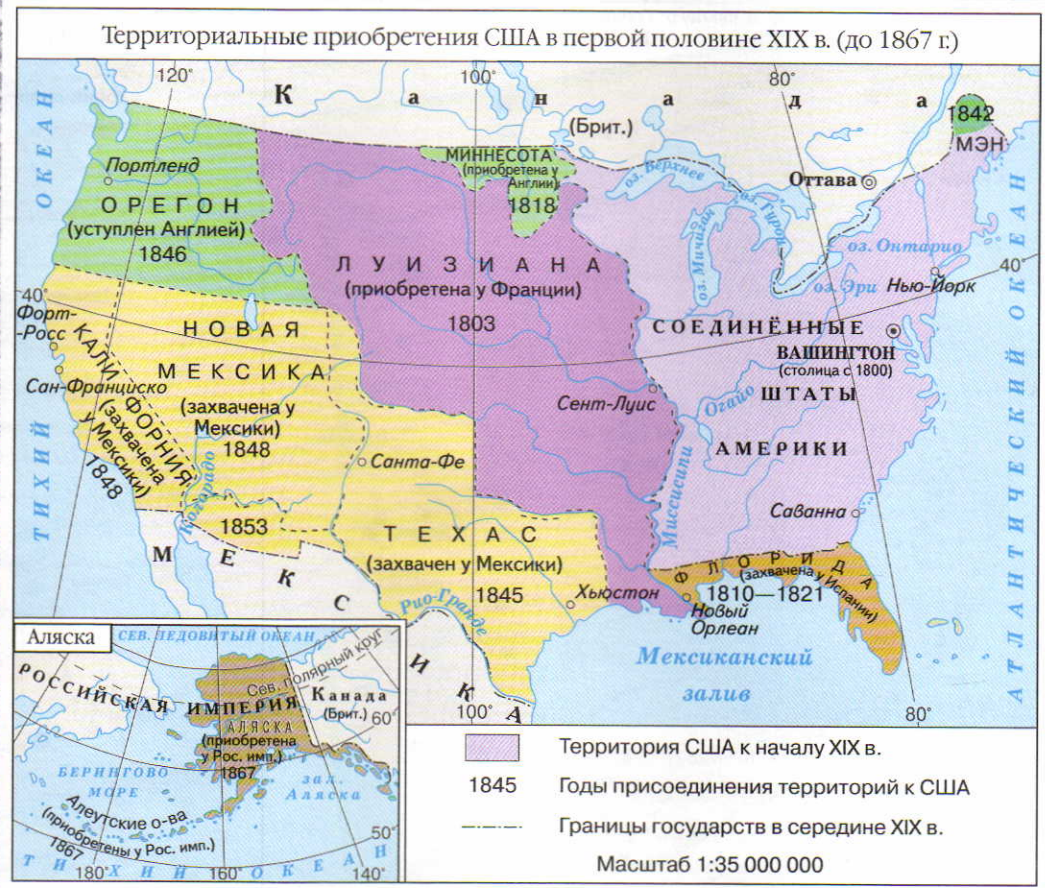 Территориальные приобретения США в первой половине XIX в. (до 1867 г.)
120°
100°
80°
Канада
(Брит.)
1842
МЭН
ОКЕАН
Портленд
ОРЕГОН
(уступлен Англией)
1846
МИННЕСОТА
(приобретена у
Англии)
1818
оз. Верхнее
Оттава
оз. Мичиган
оз. Гурон
оз. Онтарио
оз. Эри
Нью-Йорк
40°
ЛУИЗИАНА
(приобретена у Франции)
1803
40°
Форт-
-Росс
НОВАЯ
МЕКСИКА
(захвачена у
Мексики)
1848
Сан-Франциско
КАЛИФОРНИЯ
(захвачена
у Мексики)
1848
СОЕДИНЁННЫЕ
ВАШИНГТОН
(столица с 1800)
ШТАТЫ
АМЕРИКИ
Сент-Луис
Огайо
Миссисипи
Санта-Фе
Колорадо
1853
ТИХИЙ
АТЛАНТИЧЕСКИЙ ОКЕАН
Саванна
ТЕХАС
(захвачен у Мексики)
1845
Хьюстон
Рио-Гранде
МЕКСИКА
ФЛОРИДА
(захвачена у Испании)
1810—1821
Новый
Орлеан
Мексиканский
залив
100°
80°
Аляска
СЕВ. ЛЕДОВИТЫЙ ОКЕАН
Сев. полярный круг
РОССИЙСКАЯ ИМПЕРИЯ
Канада
(Брит.)
60°
АЛЯСКА
(приобретена
у Рос. имп.)
1867
БЕРИНГОВО
МОРЕ
зал.
Аляска
Алеутские о-ва
(приобретены у Рос. имп.)
1867
50°
ТИХИЙ ОКЕАН
180°
160°
140°
Территория США к началу XIX в.
1845 Годы присоединения территорий к США
Границы государств в середине XIX в.
Масштаб 1:35 000 000